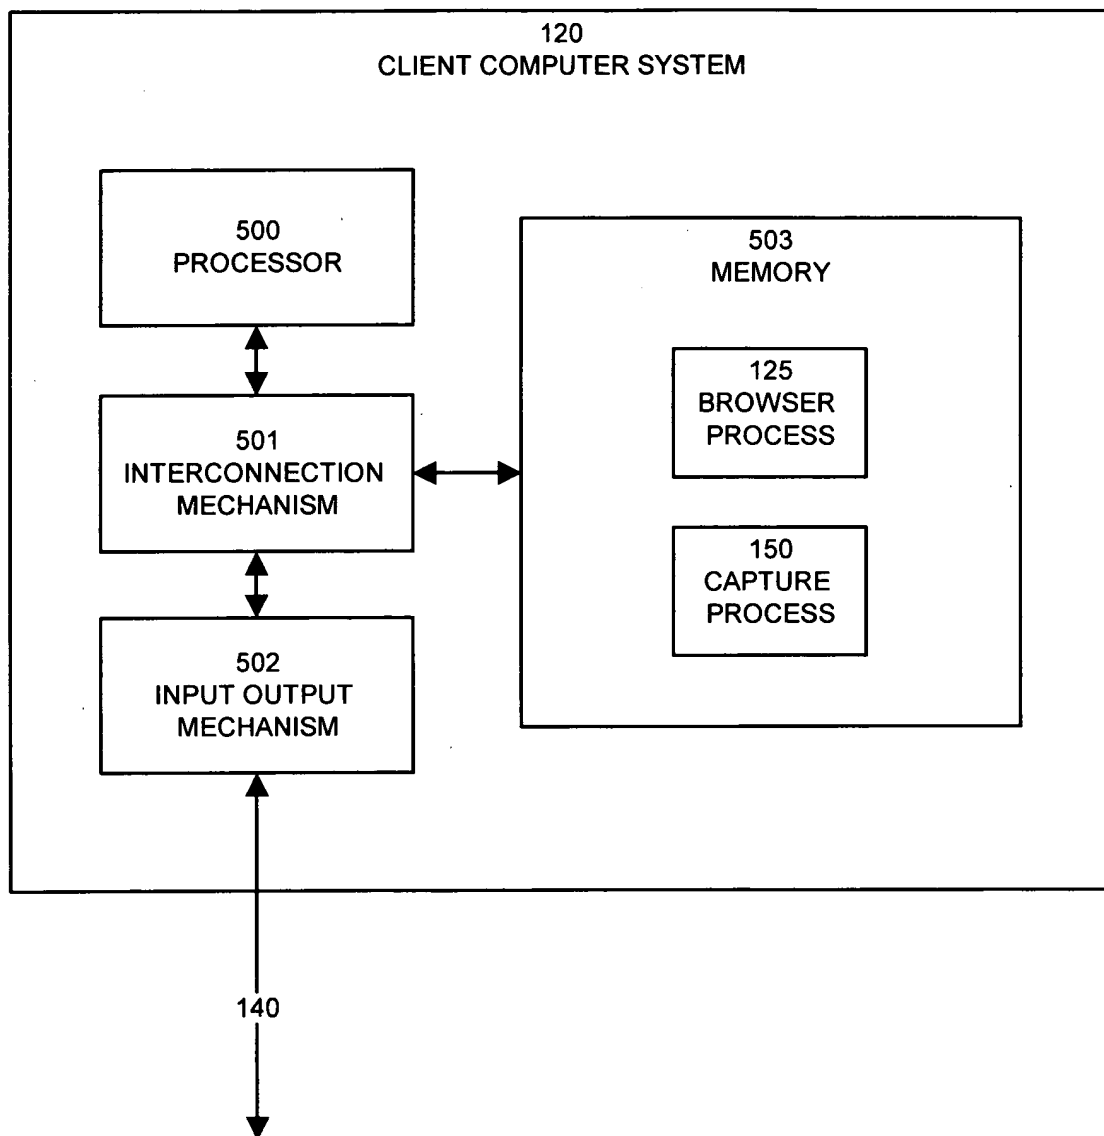 120
CLIENT COMPUTER SYSTEM
500
PROCESSOR
503
MEMORY
125
BROWSER
PROCESS
501
INTERCONNECTION
MECHANISM
150
CAPTURE
PROCESS
502
INPUT OUTPUT
MECHANISM
140